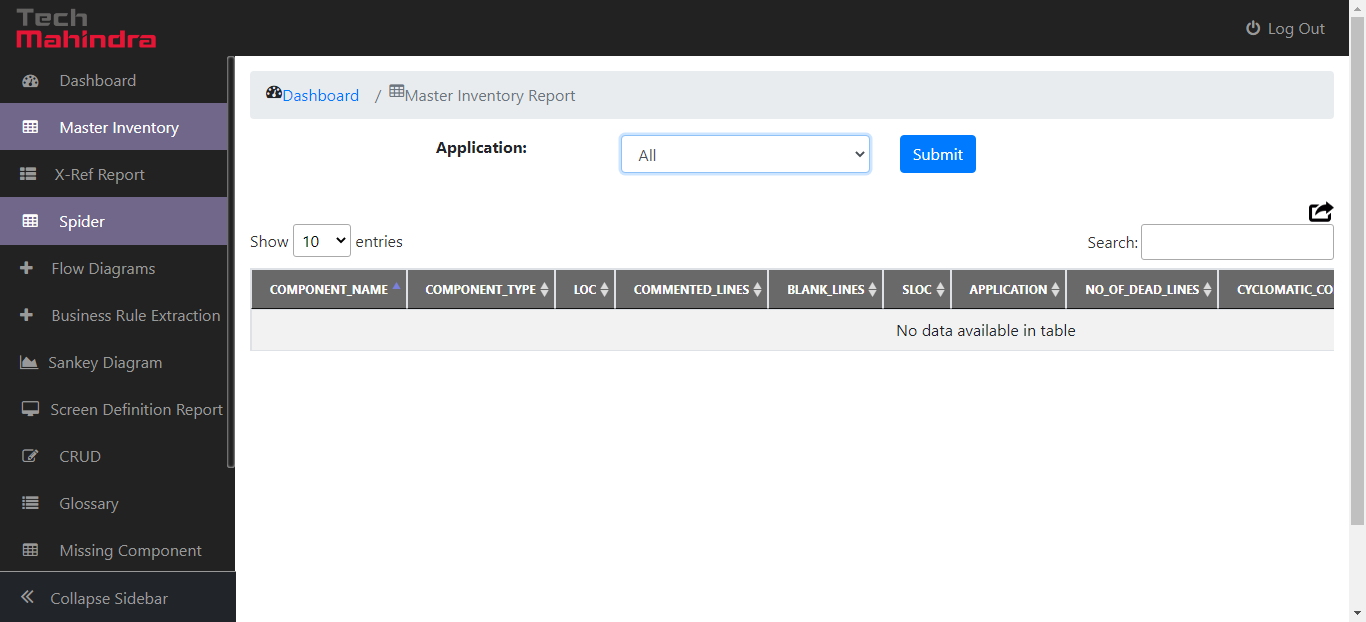 Tech
Mahindra
Log Out
Dashboard
Master Inventory
X-Ref Report
Spider
Flow Diagrams
Business Rule Extraction
Sankey Diagram
Screen Definition Report
CRUD
Glossary
Missing Component
Collapse Sidebar
Dashboard / Master Inventory Report
Application: All Submit
Show 10 entries Search:
COMPONENT_NAME COMPONENT_TYPE LOC COMMENTED_LINES BLANK_LINES SLOC APPLICATION NO_OF_DEAD_LINES CYCLOMATIC_CO
No data available in table